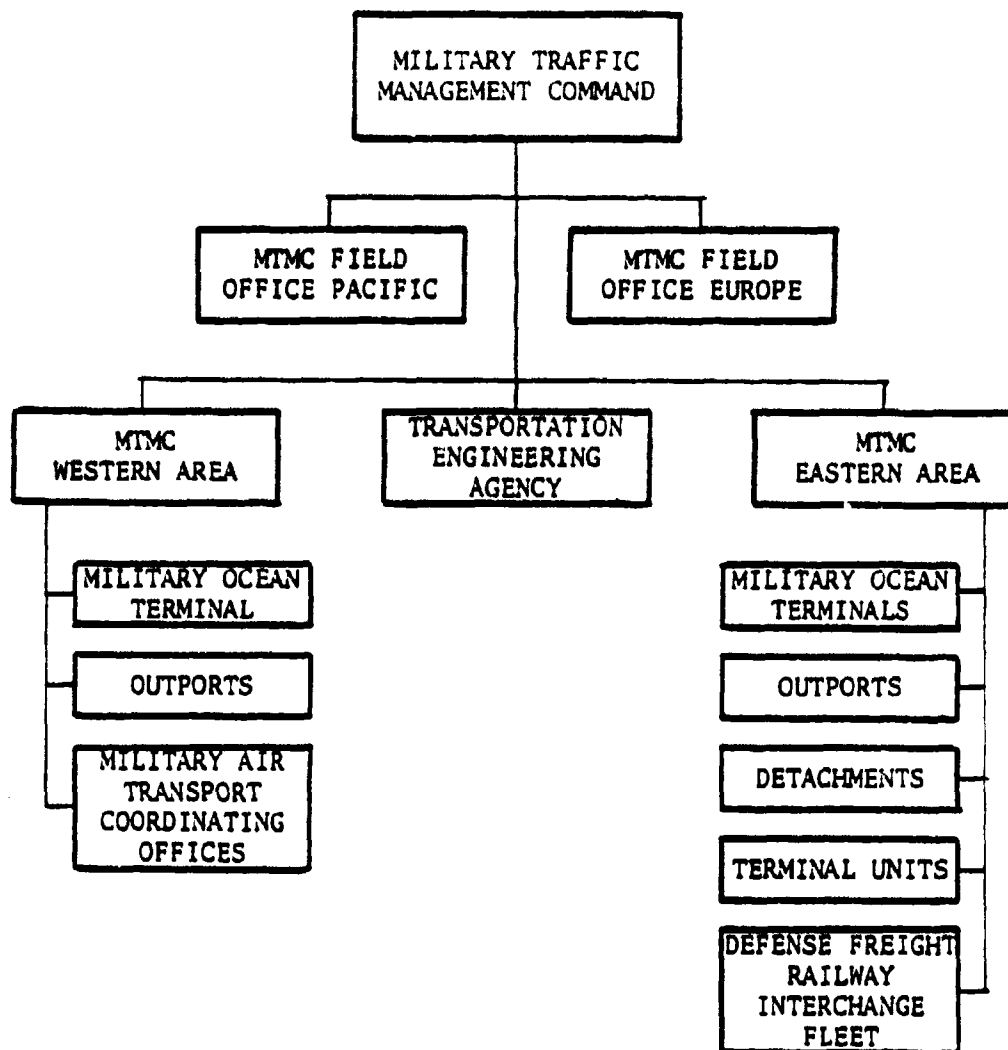 MILITARY TRAFFIC
MANAGEMENT COMMAND
MTMC FIELD
OFFICE PACIFIC
MTMC FIELD
OFFICE EUROPE
MTMC
WESTERN AREA
TRANSPORTATION
ENGINEERING
AGENCY
MTMC
EASTERN AREA
MILITARY OCEAN
TERMINAL
OUTPORTS
MILITARY AIR
TRANSPORT
COORDINATING
OFFICES
MILITARY OCEAN
TERMINALS
OUTPORTS
DETACHMENTS
TERMINAL UNITS
DEFENSE FREIGHT
RAILWAY
INTERCHANGE
FLEET